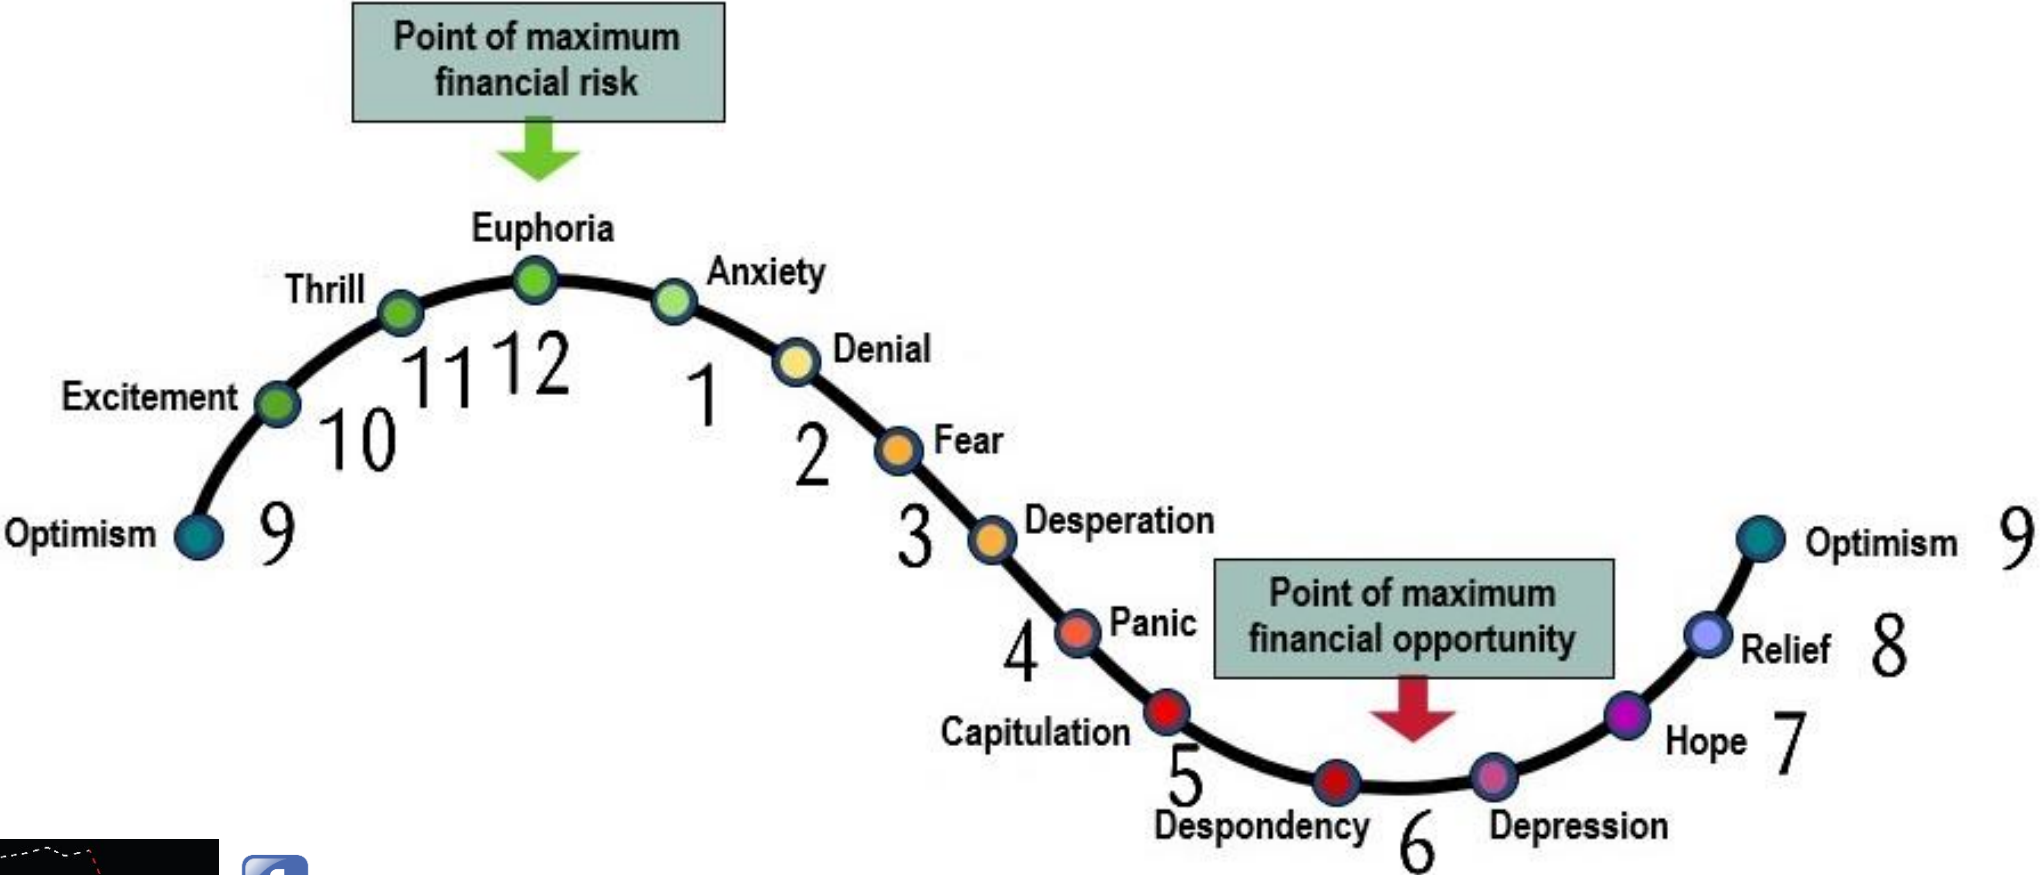 Point of maximum
financial risk
Euphoria
Anxiety
Thrill
11 12
1
Denial
Excitement
10
2
Fear
Optimism
9
3
Desperation
Point of maximum
financial opportunity
Optimism 9
4
Panic
Relief 8
Capitulation
5
Hope 7
Despondency
6
Depression